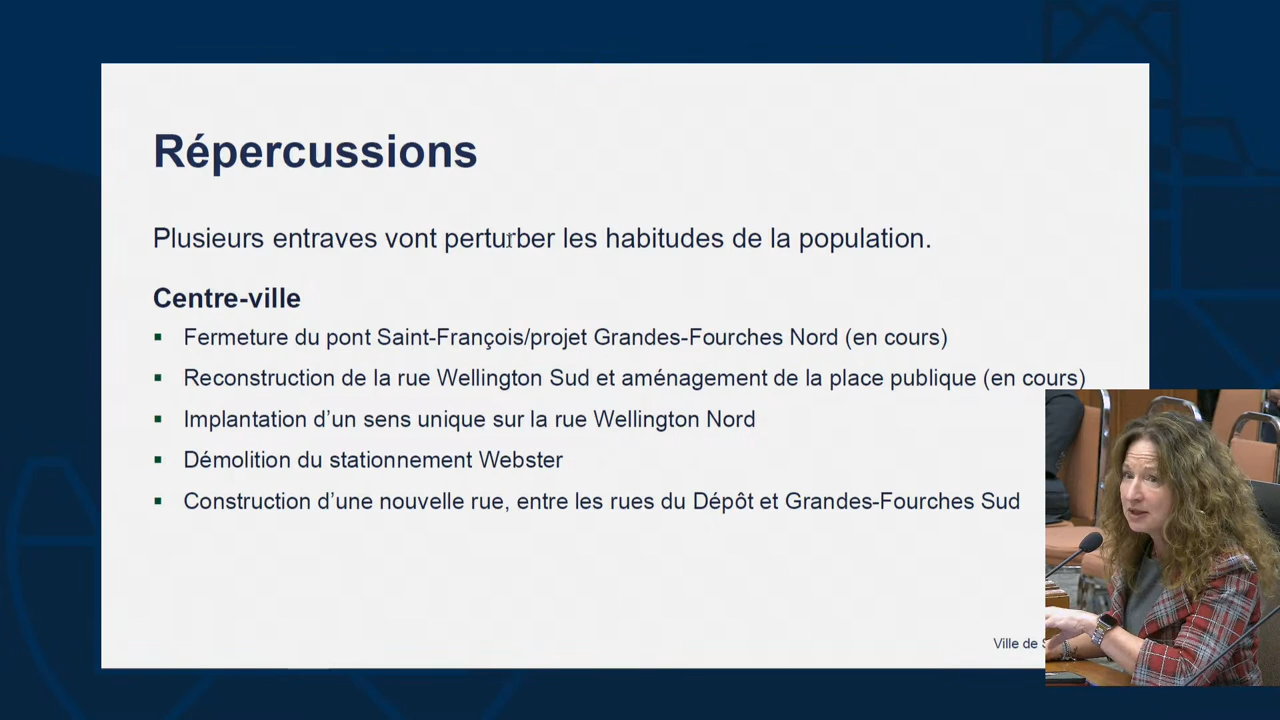 Répercussions
Plusieurs entraves vont perturber les habitudes de la population.
Centre-ville
▪ Fermeture du pont Saint-François/projet Grandes-Fourches Nord (en cours)
▪ Reconstruction de la rue Wellington Sud et aménagement de la place publique (en cours)
▪ Implantation d’un sens unique sur la rue Wellington Nord
▪ Démolition du stationnement Webster
▪ Construction d’une nouvelle rue, entre les rues du Dépôt et Grandes-Fourches Sud
Ville de